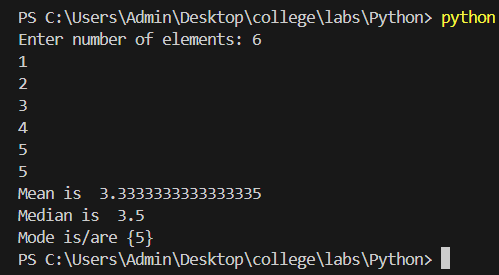 PS C:\Users\Admin\Desktop\college\labs\Python> python
Enter number of elements: 6
1
2
3
4
5
5
Mean is  3.3333333333333335
Median is  3.5
Mode is/are {5}
PS C:\Users\Admin\Desktop\college\labs\Python>